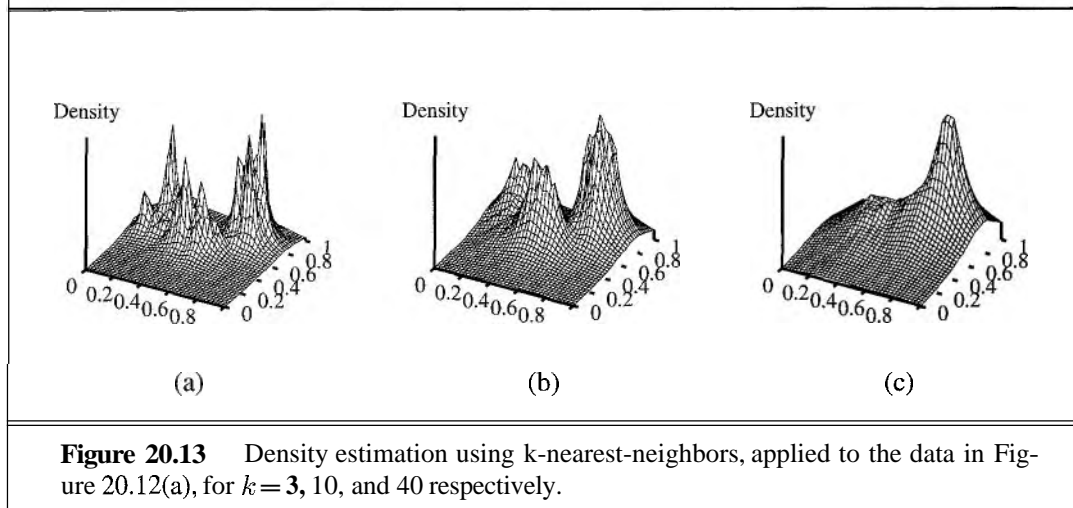 Density
Density
Density
0 0.2 0.4 0.6 0.8 0 0.2 0.4 0.6 0.8 1
0 0.2 0.4 0.6 0.8 0 0.2 0.4 0.6 0.8 1
0 0.2 0.4 0.6 0.8 0 0.2 0.4 0.6 0.8 1
(a)
(b)
(c)
Figure 20.13 Density estimation using k-nearest-neighbors, applied to the data in Fig-
ure 20.12(a), for k = 3, 10, and 40 respectively.